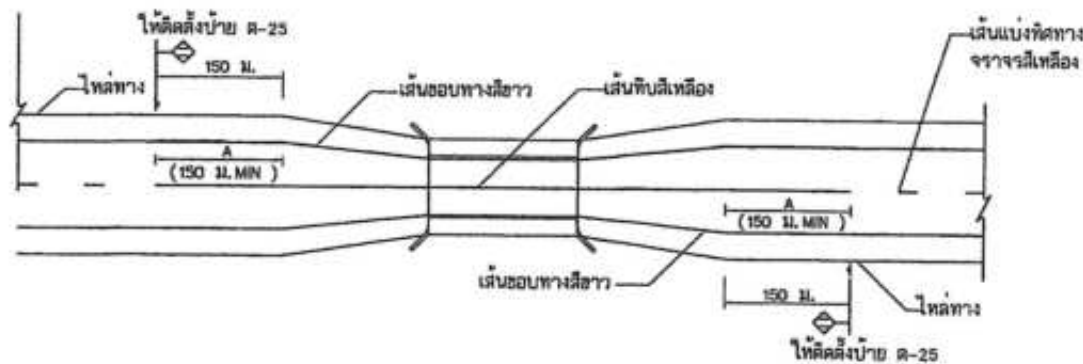 ให้ติดตั้งป้าย ต-25
150 ม.
ไหล่ทาง
เส้นขอบทางสีขาว
เส้นทึบสีเหลือง
เส้นแบ่งทิศทาง
จราจรสีเหลือง
A
(150 ม.MIN )
A
(150 ม.MIN)
เส้นขอบทางสีขาว
150 ม.
ไหล่ทาง
ให้ติดตั้งป้าย ต-25